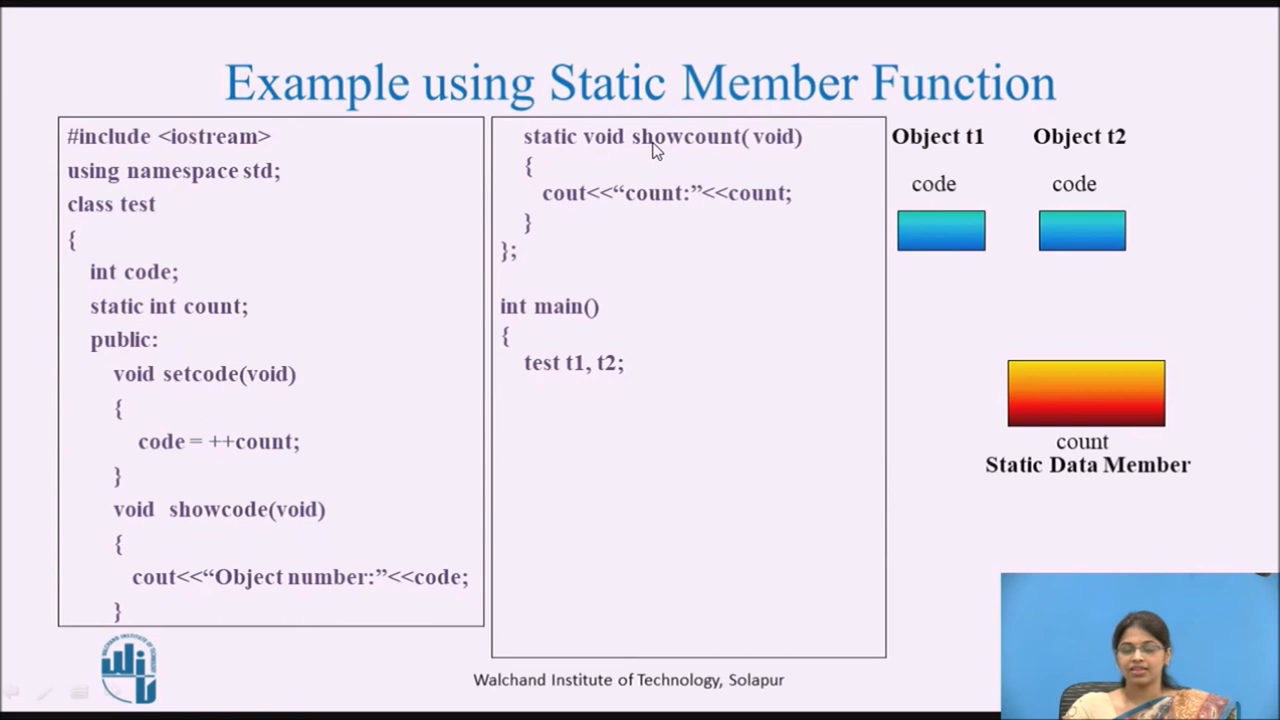 Example using Static Member Function
#include <iostream>
using namespace std;
class test
{
int code;
static int count;
public:
void setcode(void)
{
code = ++count;
}
void showcode(void)
{
cout<<“Object number:”<<code;
}
static void showcount( void)
{
cout<<“count:”<<count;
}
};
int main()
{
test t1, t2;
Object t1
code
Object t2
code
count
Static Data Member
Walchand Institute of Technology, Solapur